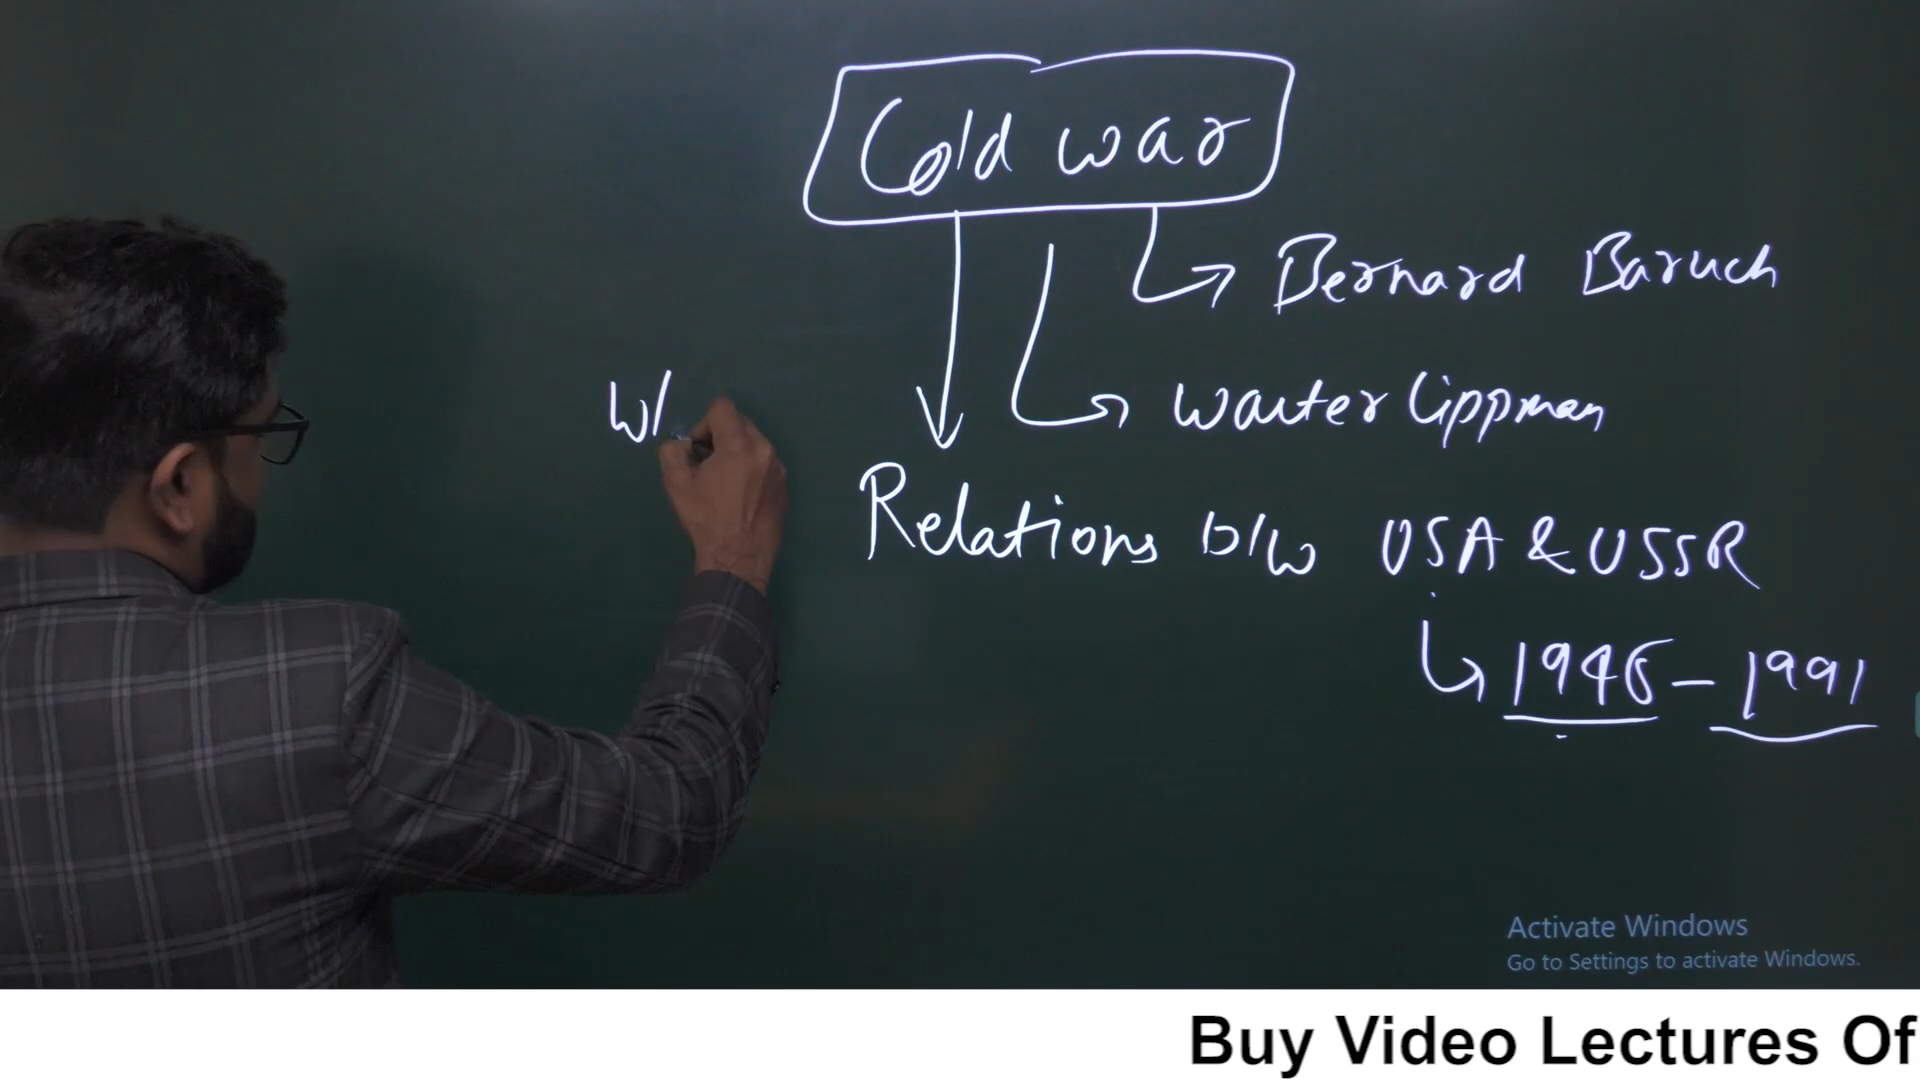 Cold war
Bernard Baruch
Walter Lippman
Relations b/w USA & USSR
1945 - 1991
Activate Windows
Go to Settings to activate Windows.
Buy Video Lectures Of